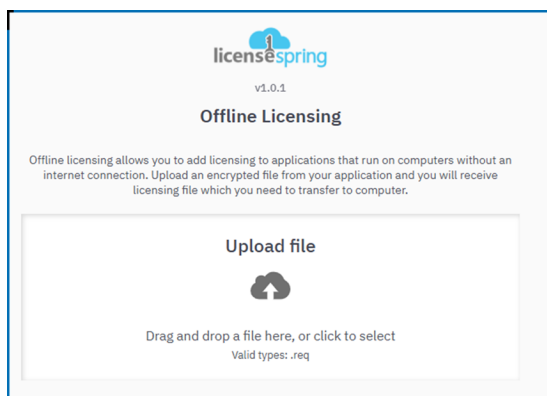 licensespring
v1.0.1
Offline Licensing
Offline licensing allows you to add licensing to applications that run on computers without an
internet connection. Upload an encrypted file from your application and you will receive
licensing file which you need to transfer to computer.
Upload file
Drag and drop a file here, or click to select
Valid types: .req